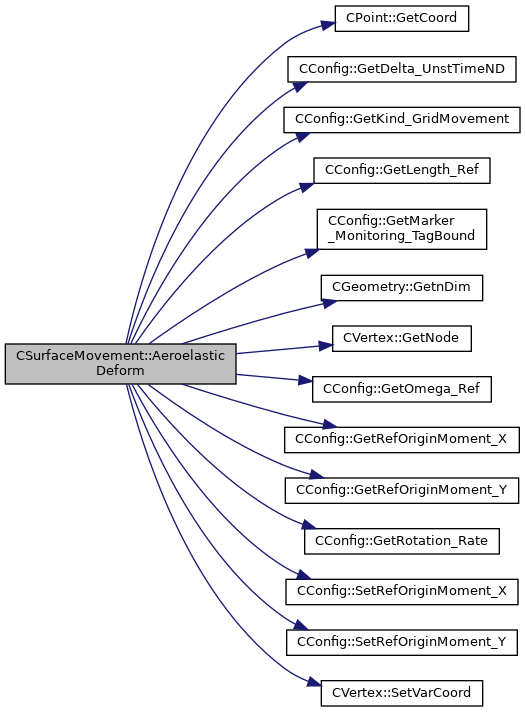 CSurfaceMovement::Aeroelastic
Deform
CPoint::GetCoord
CConfig::GetDelta_UnstTimeND
CConfig::GetKind_GridMovement
CConfig::GetLength_Ref
CConfig::GetMarker
_Monitoring_TagBound
CGeometry::GetnDim
CVertex::GetNode
CConfig::GetOmega_Ref
CConfig::GetRefOriginMoment_X
CConfig::GetRefOriginMoment_Y
CConfig::GetRotation_Rate
CConfig::SetRefOriginMoment_X
CConfig::SetRefOriginMoment_Y
CVertex::SetVarCoord